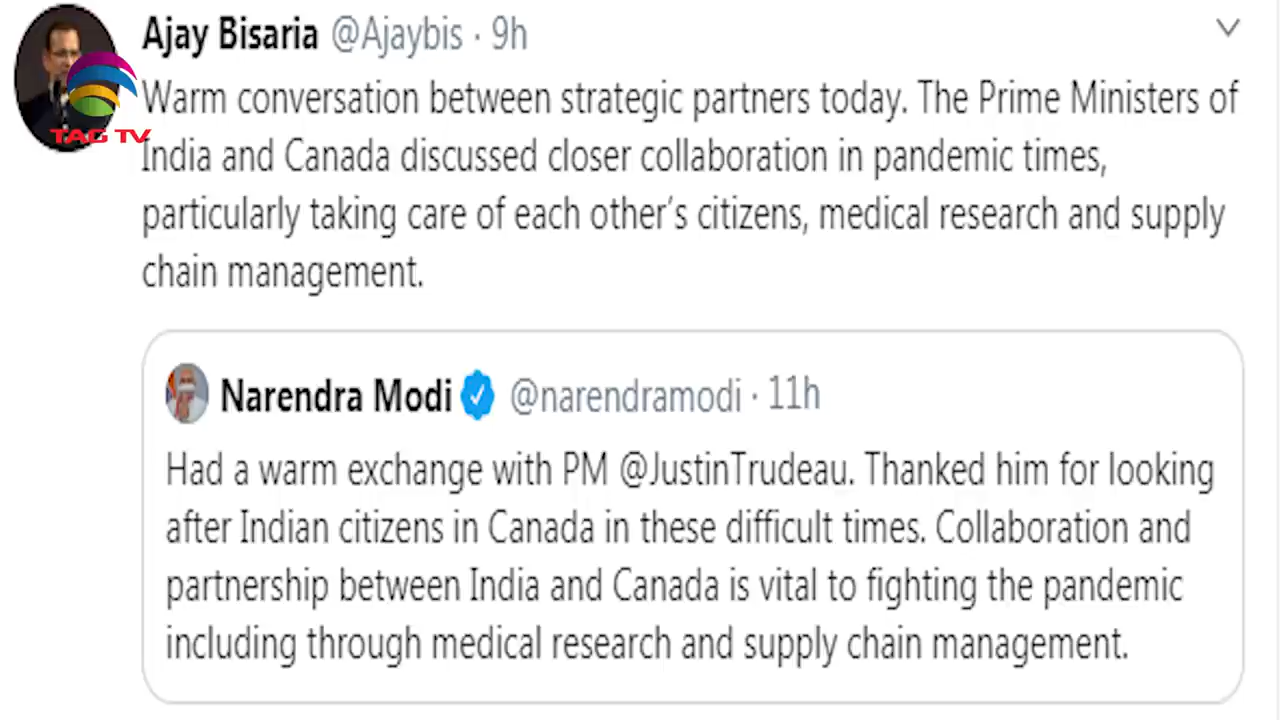 Ajay Bisaria @Ajaybis · 9h
TAG TV
Warm conversation between strategic partners today. The Prime Ministers of
India and Canada discussed closer collaboration in pandemic times,
particularly taking care of each other's citizens, medical research and supply
chain management.
Narendra Modi @narendramodi · 11h
Had a warm exchange with PM @JustinTrudeau. Thanked him for looking
after Indian citizens in Canada in these difficult times. Collaboration and
partnership between India and Canada is vital to fighting the pandemic
including through medical research and supply chain management.